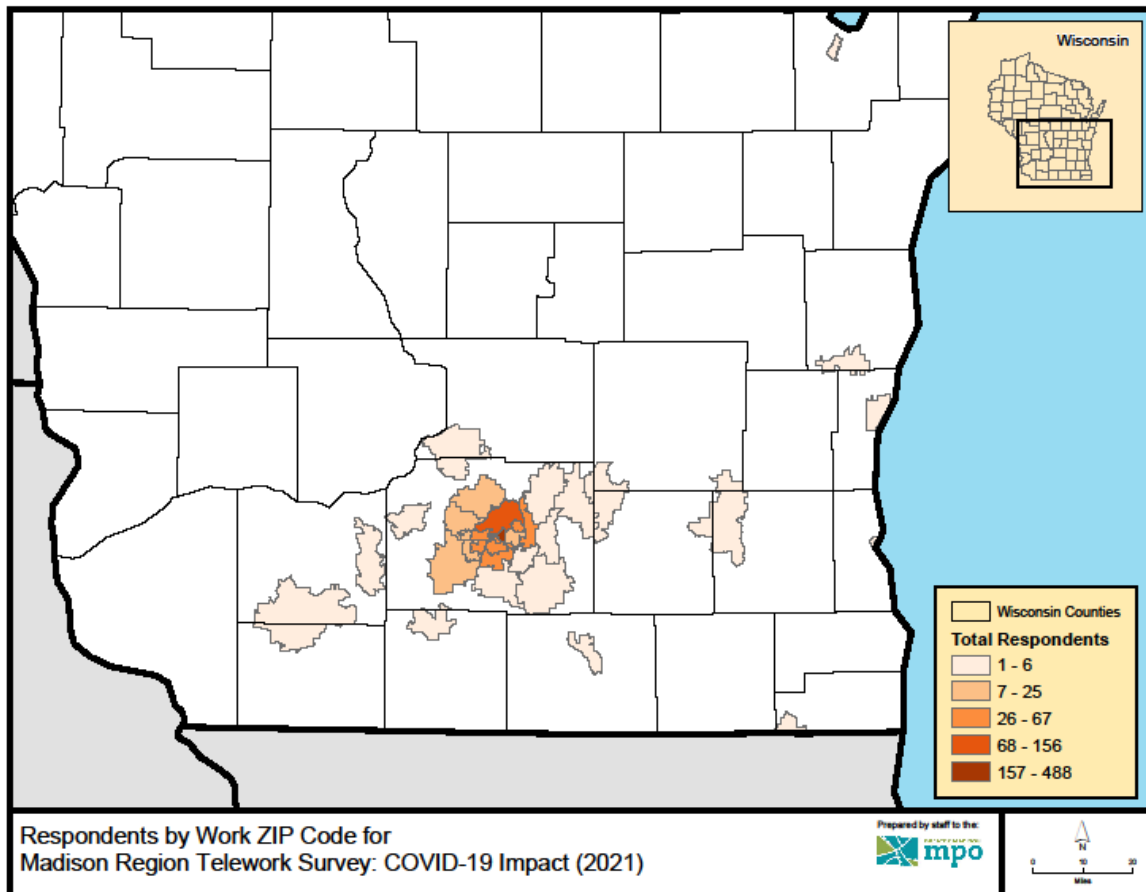 Wisconsin
Wisconsin Counties
Total Respondents
1 - 6
7 - 25
26 - 67
68 - 156
157 - 488
Respondents by Work ZIP Code for
Madison Region Telework Survey: COVID-19 Impact (2021)
Prepared by staff to the:
mpo
N
0 10 20
Miles